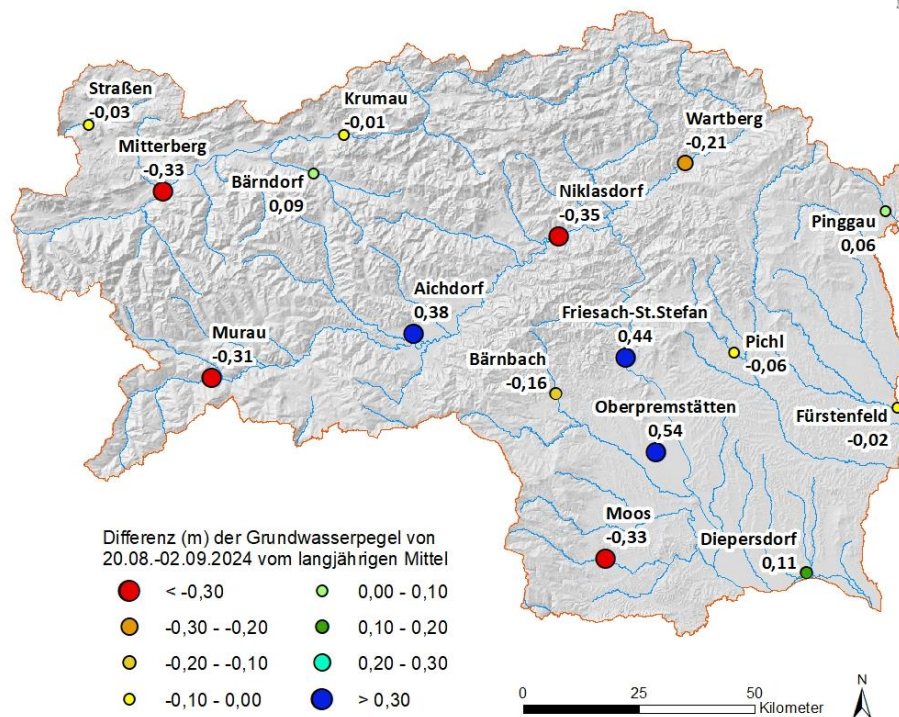 Straßen
-0,03
Krumau
-0,01
Wartberg
-0,21
Mitterberg
-0,33
Bärndorf
0,09
Niklasdorf
-0,35
Pinggau
0,06
Aichdorf
0,38
Friesach-St.Stefan
0,44
Murau
-0,31
Pichl
-0,06
Bärnbach
-0,16
Oberpremstätten
0,54
Fürstenfeld
-0,02
Moos
-0,33
Diepersdorf
0,11
Differenz (m) der Grundwasserpegel von
20.08.-02.09.2024 vom langjährigen Mittel
< -0,30
-0,30 - -0,20
-0,20 - -0,10
-0,10 - 0,00
0,00 - 0,10
0,10 - 0,20
0,20 - 0,30
> 0,30
0 25 50
Kilometer
N